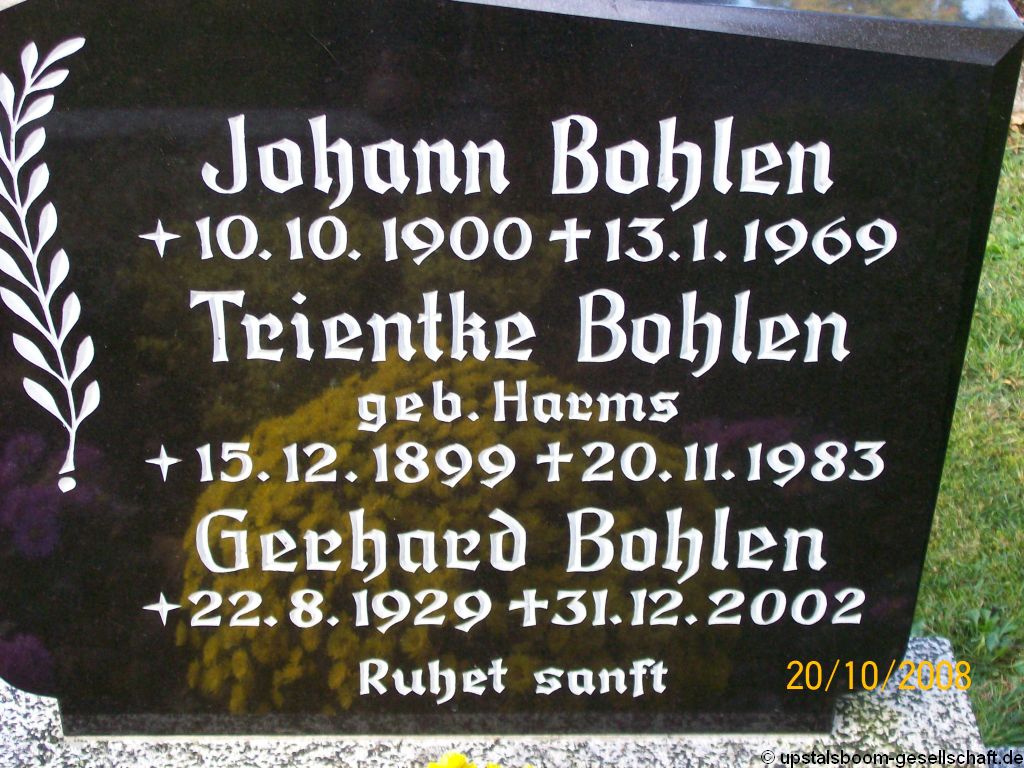 Johann Bohlen
10.10.1900 † 13.1.1969
Trientke Bohlen
geb. Harms
15.12.1899 † 20.11.1983
Gerhard Bohlen
22.8.1929 † 31.12.2002
Ruhet sanft
20/10/2008
© upstalsboom-gesellschaft.de